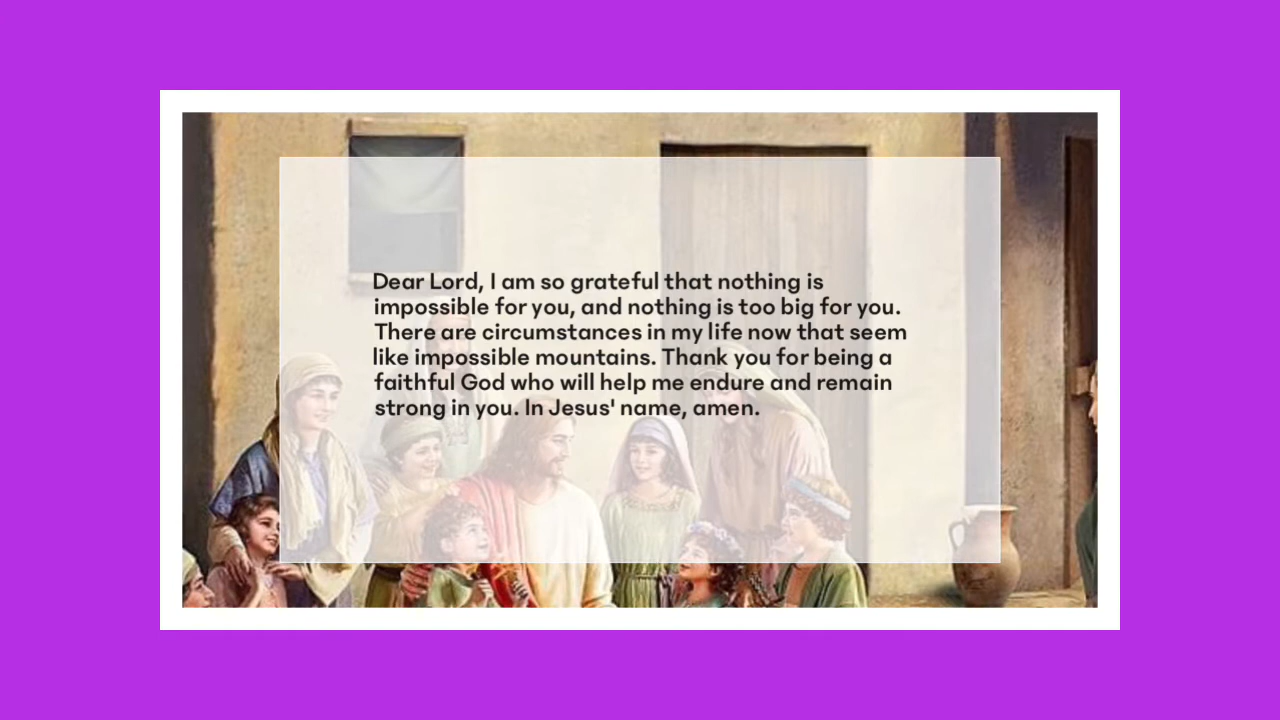 Dear Lord, I am so grateful that nothing is
impossible for you, and nothing is too big for you.
There are circumstances in my life now that seem
like impossible mountains. Thank you for being a
faithful God who will help me endure and remain
strong in you. In Jesus' name, amen.